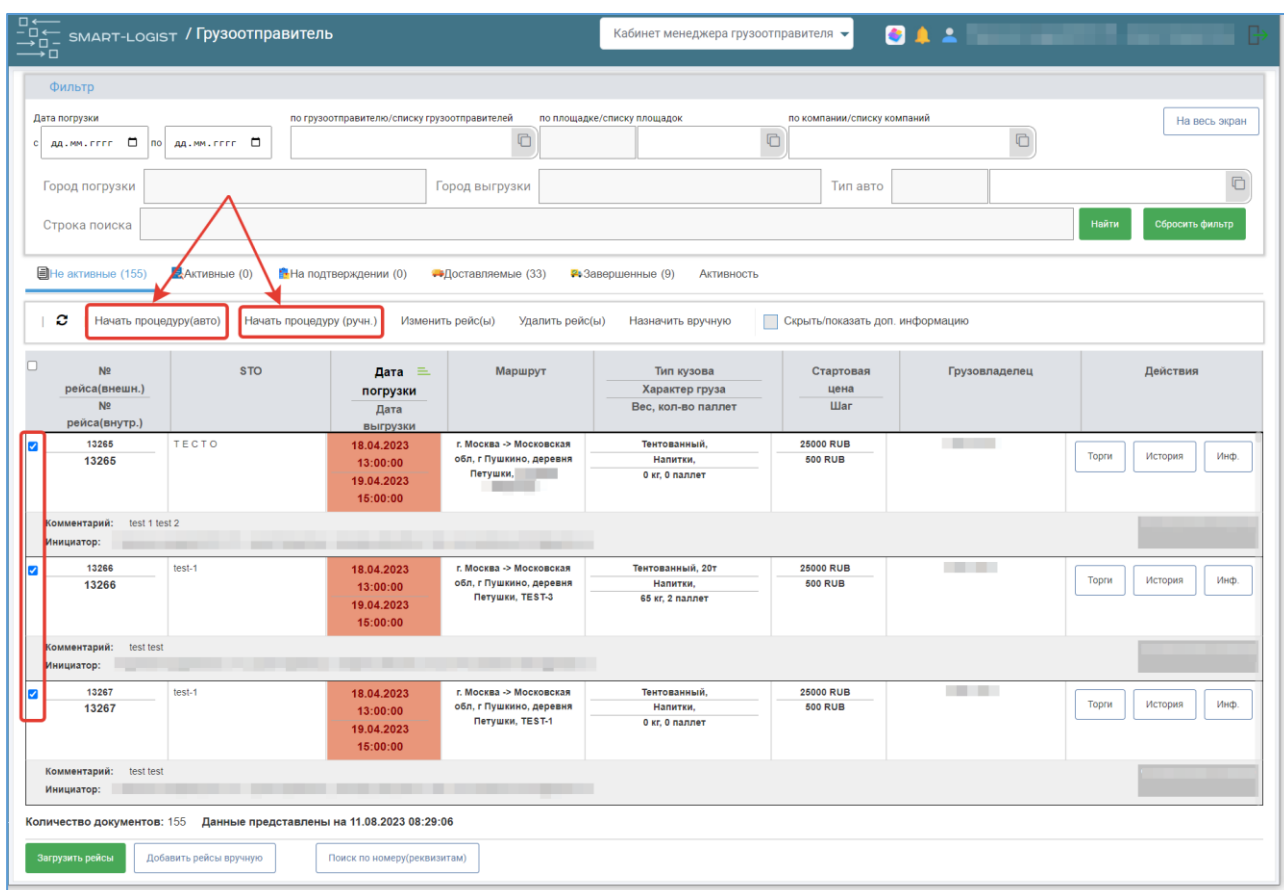 SMART-LOGIST / Грузоотправитель
Кабинет менеджера грузоотправителя
Фильтр
Дата погрузки
по грузоотправителю/списку грузоотправителей
по площадке/списку площадок
по компании/списку компаний
На весь экран
с дд.мм.гггг по дд.мм.гггг
Город погрузки
Город выгрузки
Тип авто
Строка поиска
Найти
Сбросить фильтр
Не активные (155)
Активные (0)
На подтверждении (0)
Доставляемые (33)
Завершенные (9)
Активность
Начать процедуру(авто)
Начать процедуру (ручн.)
Изменить рейс(ы)
Удалить рейс(ы)
Назначить вручную
Скрыть/показать доп. информацию
№
рейса(внешн.)
№
рейса(внутр.)
STO
Дата
погрузки
Дата
выгрузки
Маршрут
Тип кузова
Характер груза
Вес, кол-во паллет
Стартовая
цена
Шаг
Грузовладелец
Действия
13265
13265
Т Е С Т О
18.04.2023
13:00:00
19.04.2023
15:00:00
г. Москва -> Московская
обл, г Пушкино, деревня
Петушки,
Тентованный,
Напитки,
0 кг, 0 паллет
25000 RUB
500 RUB
Торги
История
Инф.
Комментарий: test 1 test 2
Инициатор:
13266
13266
test-1
18.04.2023
13:00:00
19.04.2023
15:00:00
г. Москва -> Московская
обл, г Пушкино, деревня
Петушки, TEST-3
Тентованный, 20т
Напитки,
65 кг, 2 паллет
25000 RUB
500 RUB
Торги
История
Инф.
Комментарий: test test
Инициатор:
13267
13267
test-1
18.04.2023
13:00:00
19.04.2023
15:00:00
г. Москва -> Московская
обл, г Пушкино, деревня
Петушки, TEST-1
Тентованный,
Напитки,
0 кг, 0 паллет
25000 RUB
500 RUB
Торги
История
Инф.
Комментарий: test test
Инициатор:
Количество документов: 155 Данные представлены на 11.08.2023 08:29:06
Загрузить рейсы
Добавить рейсы вручную
Поиск по номеру(реквизитам)